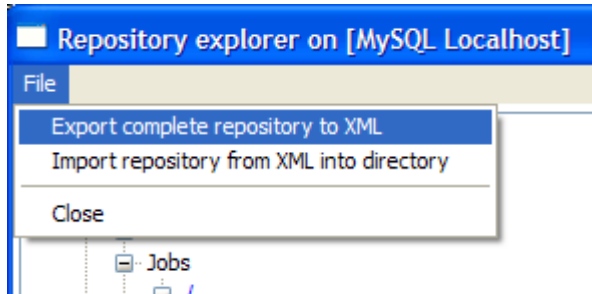 Repository explorer on [MySQL Localhost]
File
Export complete repository to XML
Import repository from XML into directory
Close
Jobs
/